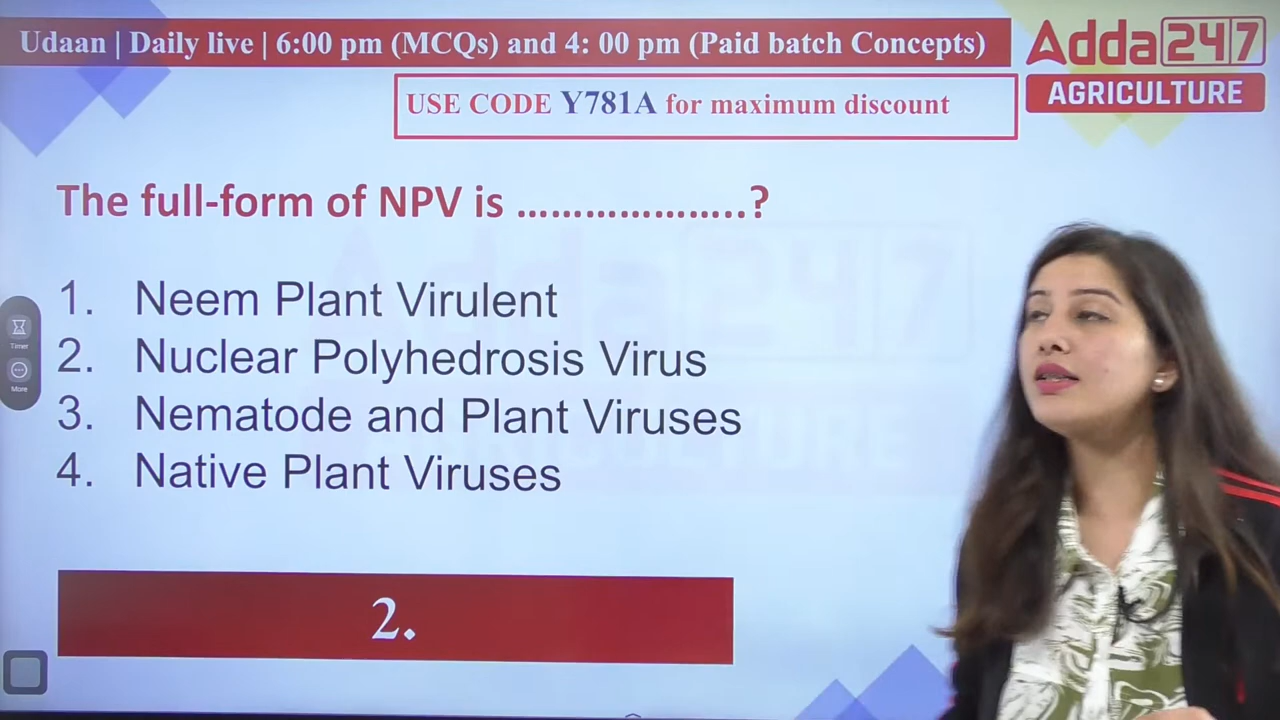 Udaan | Daily live | 6:00 pm (MCQs) and 4: 00 pm (Paid batch Concepts)
Adda247
AGRICULTURE
USE CODE Y781A for maximum discount
The full-form of NPV is …………………..?
1. Neem Plant Virulent
2. Nuclear Polyhedrosis Virus
3. Nematode and Plant Viruses
4. Native Plant Viruses
Timer
More
2.